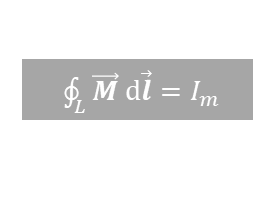 ∮_L M⃗ dl⃗ = I_m